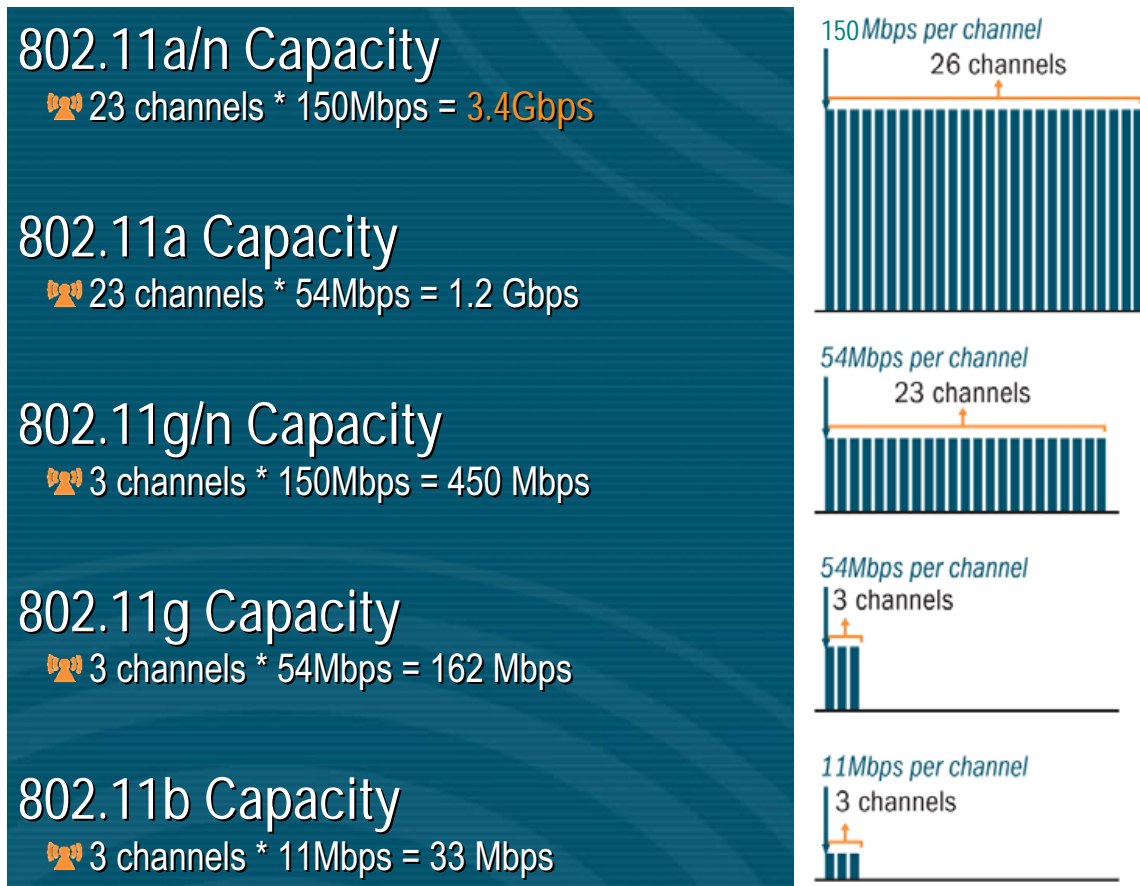 802.11a/n Capacity
23 channels * 150Mbps = 3.4Gbps
802.11a Capacity
23 channels * 54Mbps = 1.2 Gbps
802.11g/n Capacity
3 channels * 150Mbps = 450 Mbps
802.11g Capacity
3 channels * 54Mbps = 162 Mbps
802.11b Capacity
3 channels * 11Mbps = 33 Mbps
150 Mbps per channel
26 channels
54Mbps per channel
23 channels
54Mbps per channel
3 channels
11Mbps per channel
3 channels